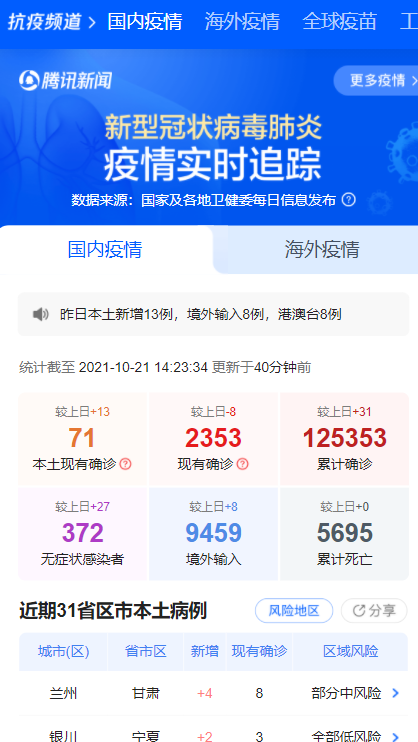 抗疫频道 国内疫情 海外疫情 全球疫苗
腾讯新闻 更多疫情
新型冠状病毒肺炎
疫情实时追踪
数据来源：国家及各地卫健委每日信息发布 ?
国内疫情 海外疫情
昨日本土新增13例，境外输入8例，港澳台8例
统计截至 2021-10-21 14:23:34 更新于40分钟前
较上日+13 较上日-8 较上日+31
71 2353 125353
本土现有确诊 ? 现有确诊 ? 累计确诊
较上日+27 较上日+8 较上日+0
372 9459 5695
无症状感染者 境外输入 累计死亡
近期31省区市本土病例 风险地区 分享
城市(区) 省市区 新增 现有确诊 区域风险
兰州 甘肃 +4 8 部分中风险
银川 宁夏 +2 3 全部低风险